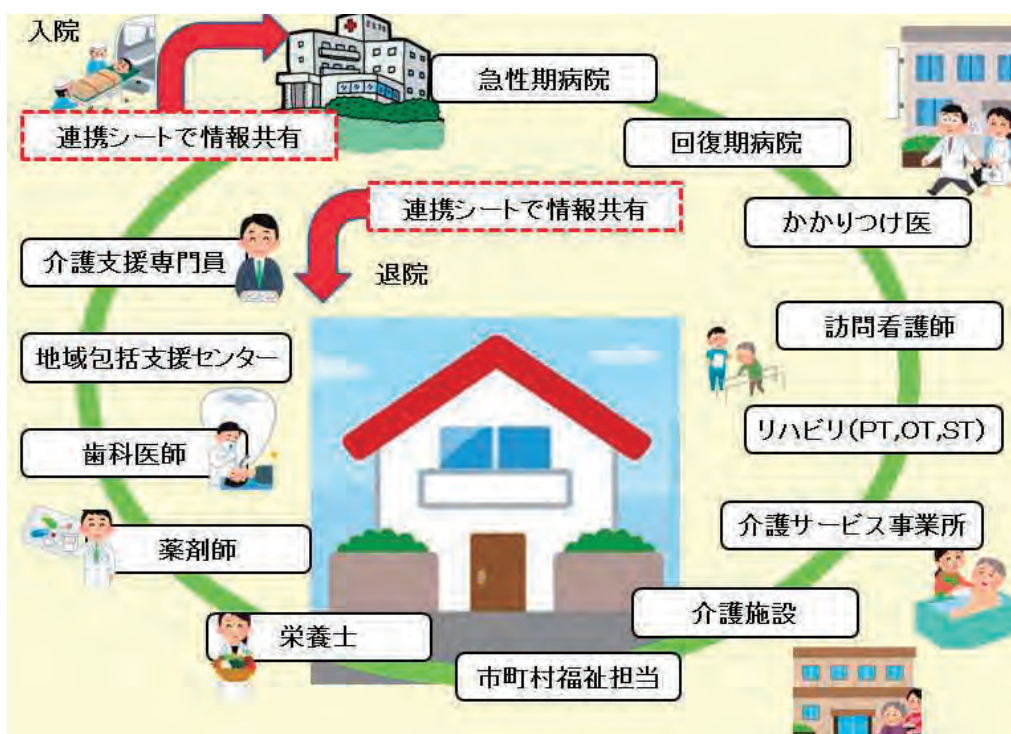 入院
急性期病院
連携シートで情報共有
回復期病院
連携シートで情報共有
かかりつけ医
介護支援専門員
退院
訪問看護師
地域包括支援センター
リハビリ(PT,OT,ST)
歯科医師
介護サービス事業所
薬剤師
介護施設
栄養士
市町村福祉担当